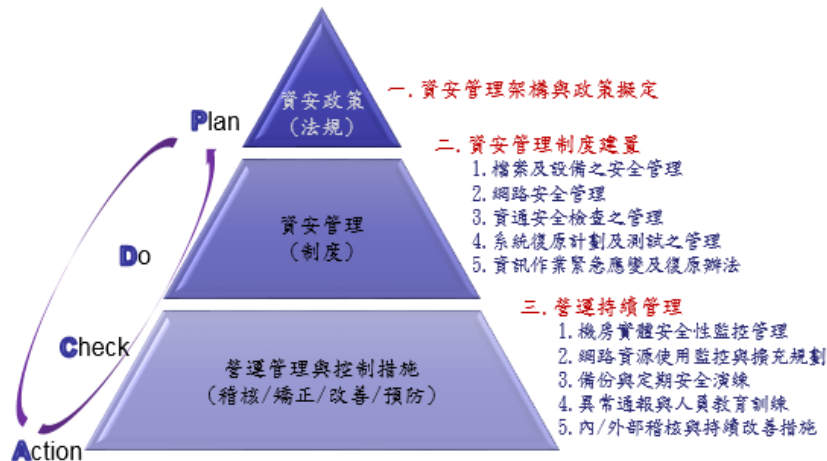 資安政策
(法規)
一.資安管理架構與政策擬定
Plan
二.資安管理制度建置
1.檔案及設備之安全管理
2.網路安全管理
3.資通安全檢查之管理
4.系統復原計劃及測試之管理
5.資訊作業緊急應變及復原辦法
資安管理
(制度)
Do
三.營運持續管理
1.機房實體安全性監控管理
2.網路資源使用監控與擴充規劃
3.備份與定期安全演練
4.異常通報與人員教育訓練
5.內/外部稽核與持續改善措施
Check
營運管理與控制措施
(稽核/矯正/改善/預防)
Action